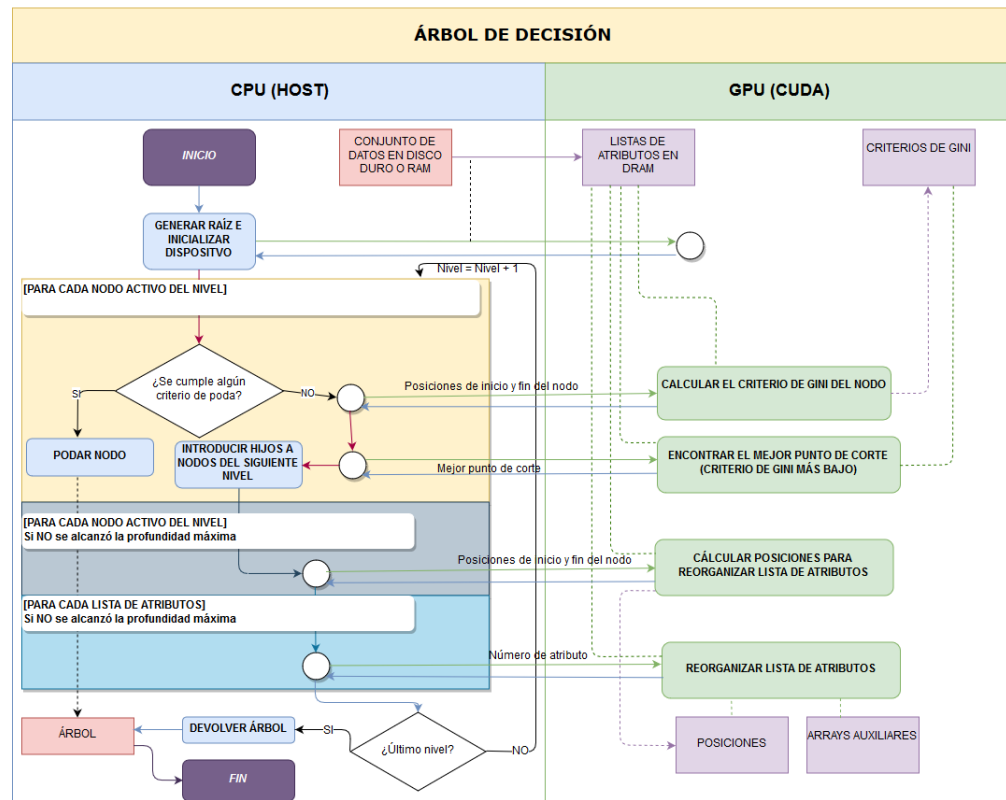 ÁRBOL DE DECISIÓN
CPU (HOST)
GPU (CUDA)
INICIO
CONJUNTO DE
DATOS EN DISCO
DURO O RAM
LISTAS DE
ATRIBUTOS EN
DRAM
CRITERIOS DE GINI
GENERAR RAÍZ E
INICIALIZAR
DISPOSITVO
Nivel = Nivel + 1
[PARA CADA NODO ACTIVO DEL NIVEL]
¿Se cumple algún
criterio de poda?
SI
NO
Posiciones de inicio y fin del nodo
CALCULAR EL CRITERIO DE GINI DEL NODO
PODAR NODO
INTRODUCIR HIJOS A
NODOS DEL SIGUIENTE
NIVEL
Mejor punto de corte
ENCONTRAR EL MEJOR PUNTO DE CORTE
(CRITERIO DE GINI MÁS BAJO)
[PARA CADA NODO ACTIVO DEL NIVEL]
Si NO se alcanzó la profundidad máxima
Posiciones de inicio y fin del nodo
CÁLCULAR POSICIONES PARA
REORGANIZAR LISTA DE ATRIBUTOS
[PARA CADA LISTA DE ATRIBUTOS]
Si NO se alcanzó la profundidad máxima
Número de atributo
REORGANIZAR LISTA DE ATRIBUTOS
ÁRBOL
DEVOLVER ÁRBOL
SI
¿Último nivel?
NO
POSICIONES
ARRAYS AUXILIARES
FIN